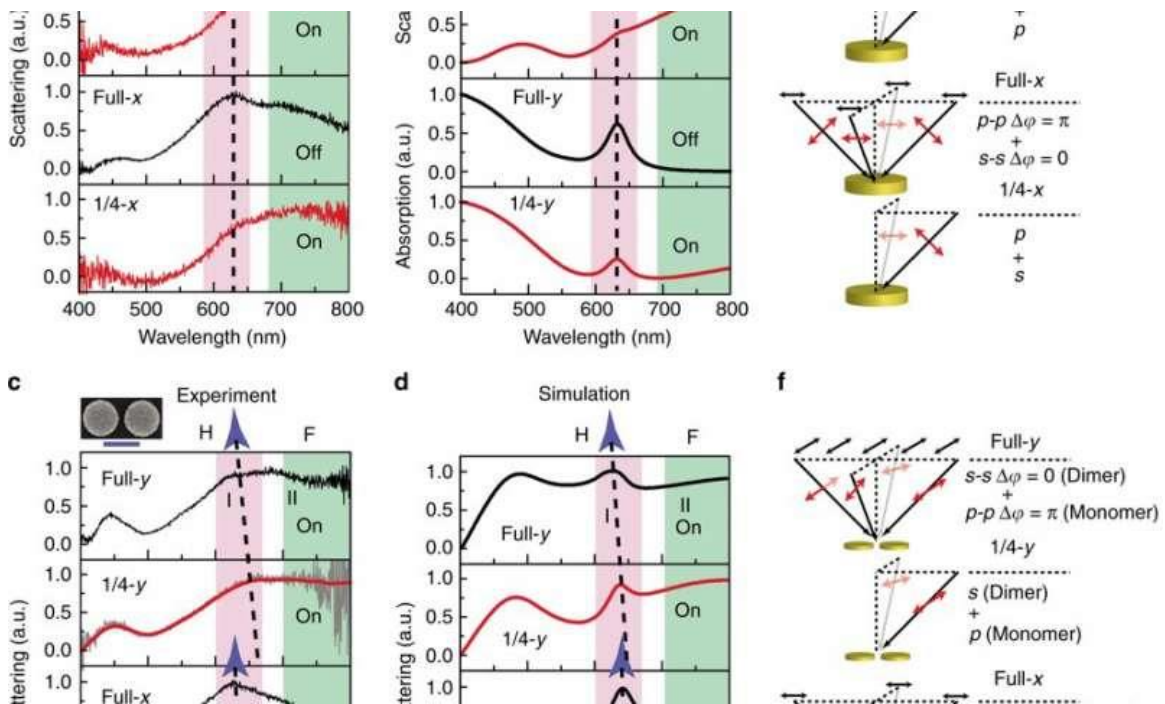 Scattering (a.u.)
0.5
0.0
On
1.0
Full-x
0.5
0.0
Off
1.0
1/4-x
0.5
0.0
On
400 500 600 700 800
Wavelength (nm)
0.5
0.0
On
1.0
Full-y
0.5
0.0
Off
Absorption (a.u.)
1.0
1/4-y
0.5
0.0
On
400 500 600 700 800
Wavelength (nm)
+
p
Full-x
p-p Δφ = π
+
s-s Δφ = 0
1/4-x
p
+
s
c
Experiment
H F
1.0
Full-y
0.5
0.0
I II
On
1.0
1/4-y
0.5
0.0
On
1.0
Full-x
d
Simulation
H F
1.0
0.5
0.0
I II
On
Full-y
1.0
0.5
0.0
On
1/4-y
1.0
f
Full-y
s-s Δφ = 0 (Dimer)
+
p-p Δφ = π (Monomer)
1/4-y
s (Dimer)
+
p (Monomer)
Full-x